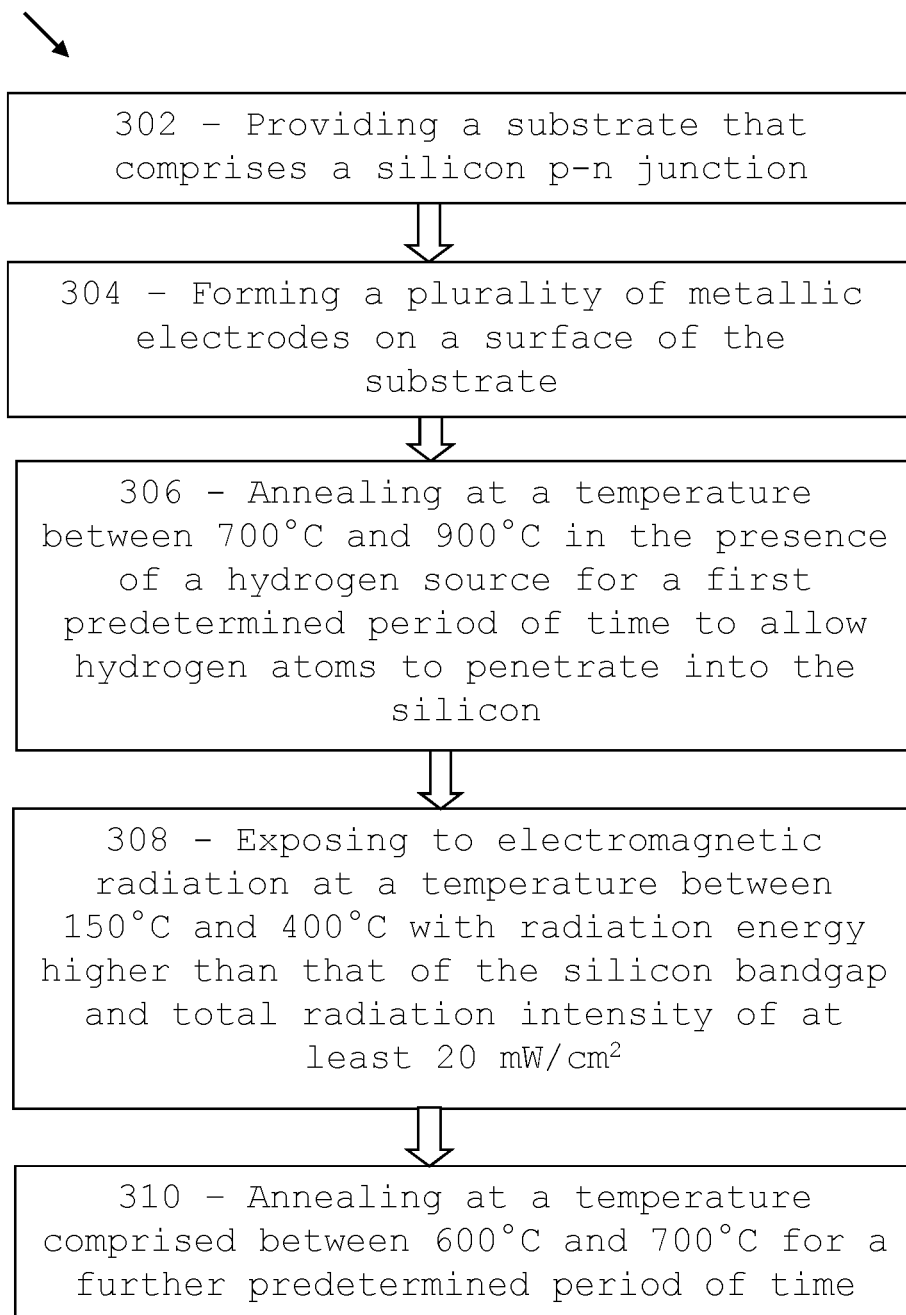 302 – Providing a substrate that
comprises a silicon p-n junction
304 – Forming a plurality of metallic
electrodes on a surface of the
substrate
306 - Annealing at a temperature
between 700°C and 900°C in the presence
of a hydrogen source for a first
predetermined period of time to allow
hydrogen atoms to penetrate into the
silicon
308 - Exposing to electromagnetic
radiation at a temperature between
150°C and 400°C with radiation energy
higher than that of the silicon bandgap
and total radiation intensity of at
least 20 mW/cm²
310 – Annealing at a temperature
comprised between 600°C and 700°C for a
further predetermined period of time